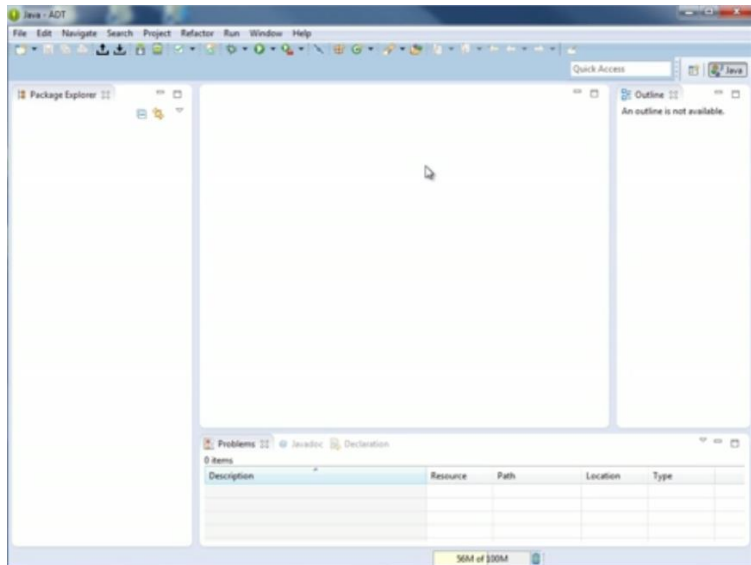 Java - ADT
File Edit Navigate Search Project Refactor Run Window Help
Quick Access
Java
Package Explorer
Outline
An outline is not available.
Problems Javadoc Declaration
0 items
Description Resource Path Location Type
56M of 100M